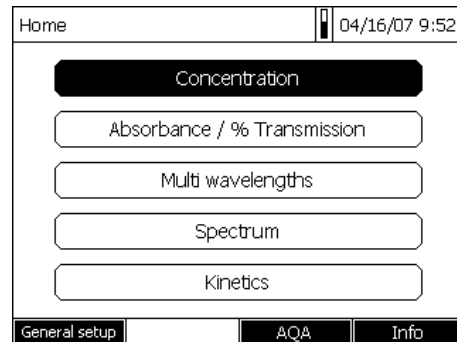 Home
04/16/07 9:52
Concentration
Absorbance / % Transmission
Multi wavelengths
Spectrum
Kinetics
General setup AQA Info